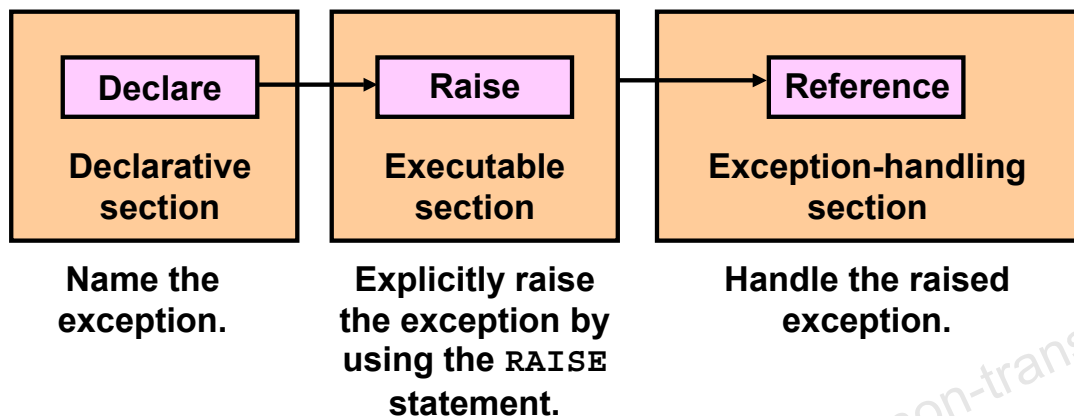 Declare
Raise
Reference
Declarative
section
Executable
section
Exception-handling
section
Name the
exception.
Explicitly raise
the exception by
using the RAISE
statement.
Handle the raised
exception.